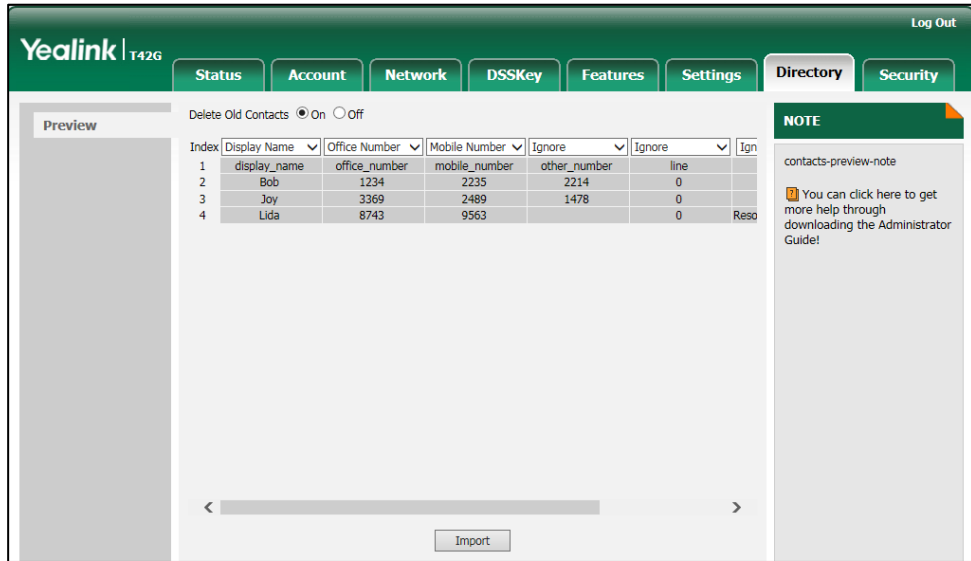 Log Out
Yealink | T42G
Status Account Network DSSKey Features Settings Directory Security
Preview
Delete Old Contacts On Off
Index Display Name Office Number Mobile Number Ignore Ignore Ign
1 display_name office_number mobile_number other_number line
2 Bob 1234 2235 2214 0
3 Joy 3369 2489 1478 0
4 Lida 8743 9563 0 Reso
Import
NOTE
contacts-preview-note
You can click here to get
more help through
downloading the Administrator
Guide!